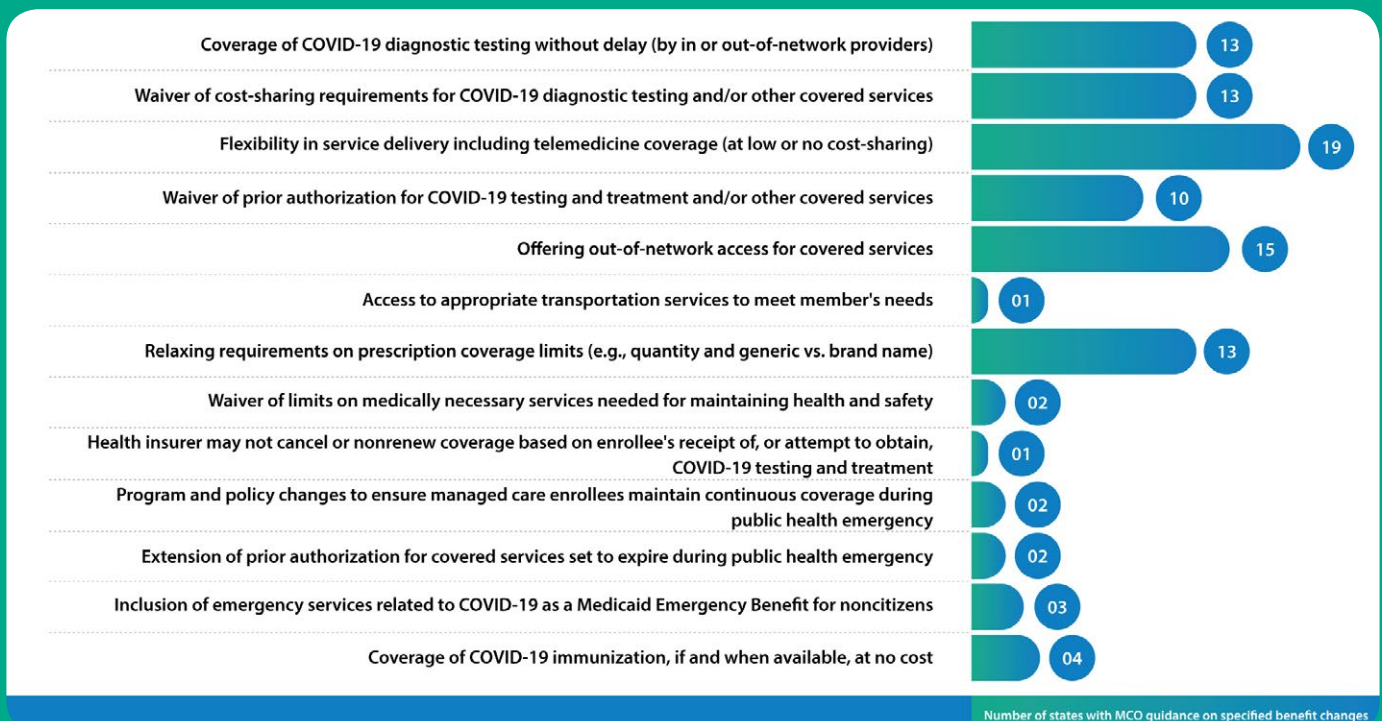 Coverage of COVID-19 diagnostic testing without delay (by in or out-of-network providers)
13
Waiver of cost-sharing requirements for COVID-19 diagnostic testing and/or other covered services
13
Flexibility in service delivery including telemedicine coverage (at low or no cost-sharing)
19
Waiver of prior authorization for COVID-19 testing and treatment and/or other covered services
10
Offering out-of-network access for covered services
15
Access to appropriate transportation services to meet member's needs
01
Relaxing requirements on prescription coverage limits (e.g., quantity and generic vs. brand name)
13
Waiver of limits on medically necessary services needed for maintaining health and safety
02
Health insurer may not cancel or nonrenew coverage based on enrollee's receipt of, or attempt to obtain,
COVID-19 testing and treatment
01
Program and policy changes to ensure managed care enrollees maintain continuous coverage during
public health emergency
02
Extension of prior authorization for covered services set to expire during public health emergency
02
Inclusion of emergency services related to COVID-19 as a Medicaid Emergency Benefit for noncitizens
03
Coverage of COVID-19 immunization, if and when available, at no cost
04
Number of states with MCO guidance on specified benefit changes